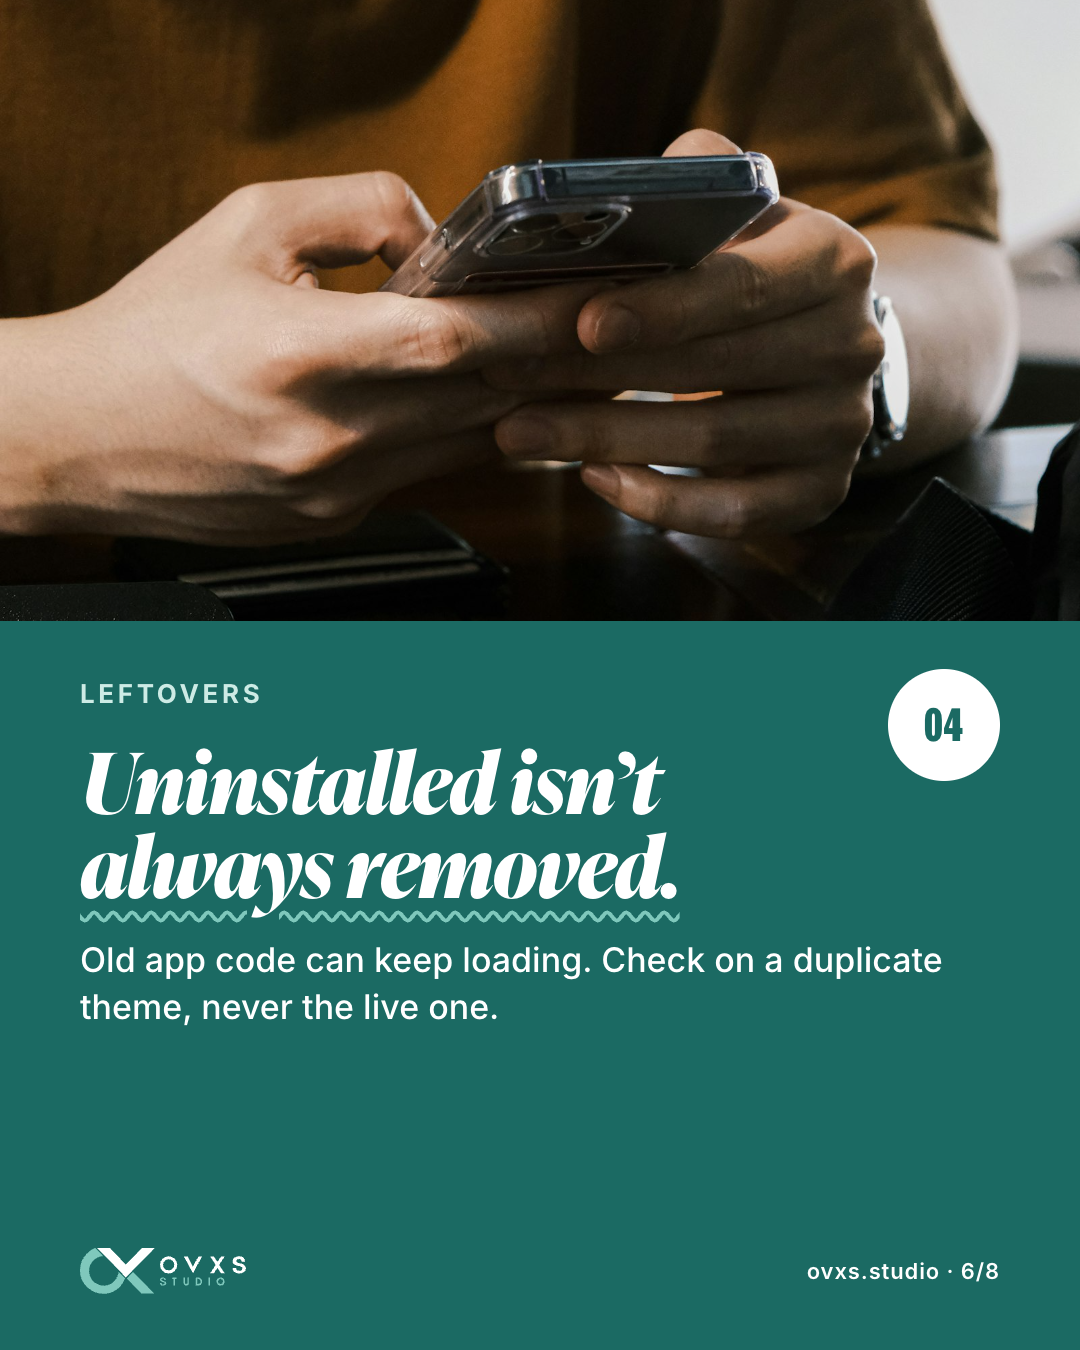 LEFTOVERS
04
Uninstalled isn’t
always removed.
Old app code can keep loading. Check on a duplicate
theme, never the live one.
OVXS
STUDIO
ovxs.studio · 6/8